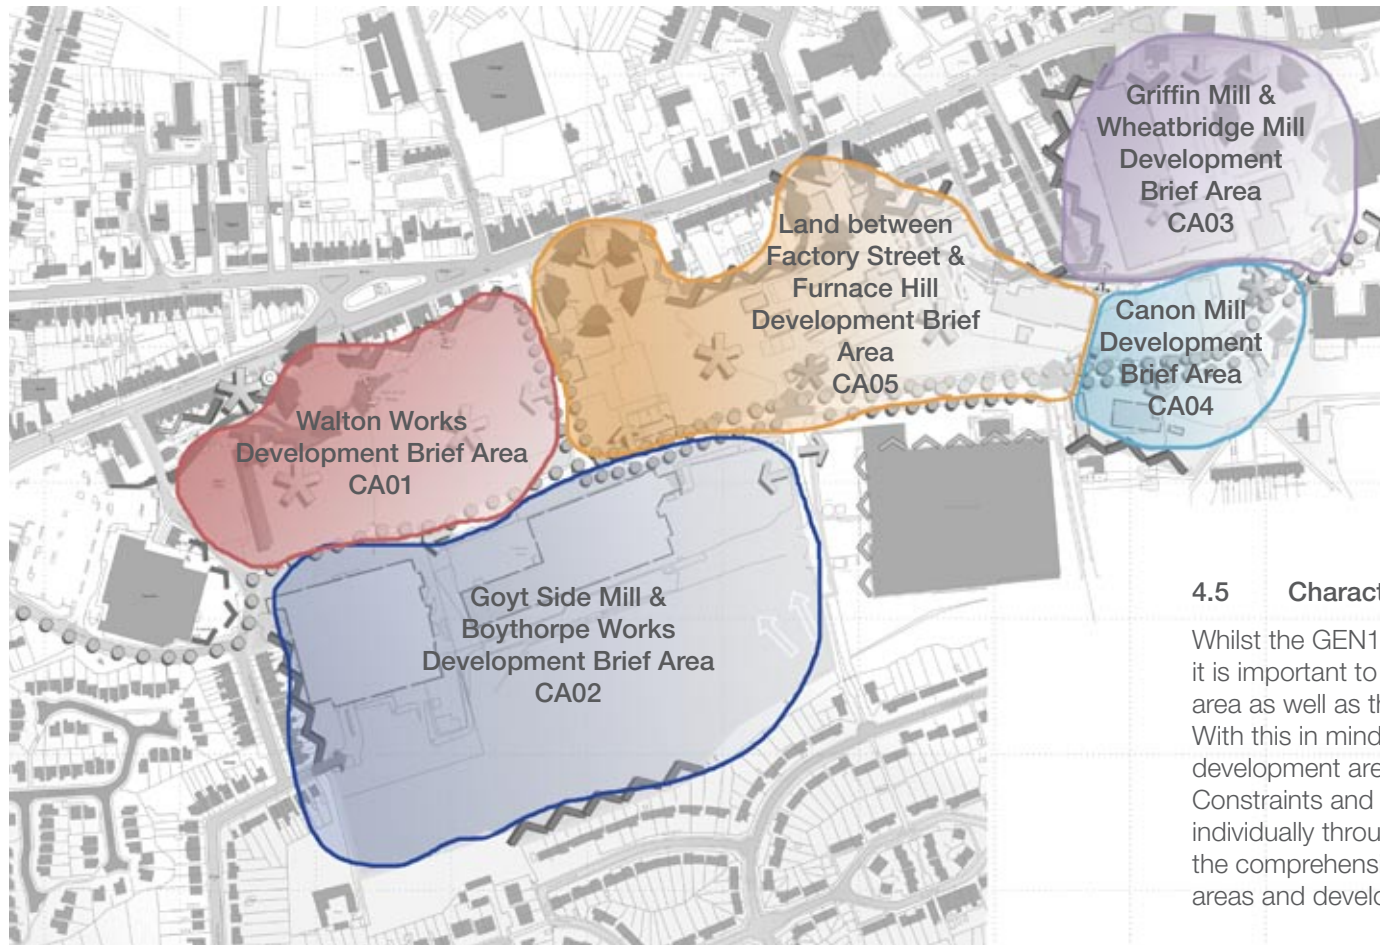 Griffin Mill &
Wheatbridge Mill
Development
Brief Area
CA03
Land between
Factory Street &
Furnace Hill
Development Brief
Area
CA05
Canon Mill
Development
Brief Area
CA04
Walton Works
Development Brief Area
CA01
Goyt Side Mill &
Boythorpe Works
Development Brief Area
CA02
4.5 Charact
Whilst the GEN1
it is important to
area as well as th
With this in mind
development are
Constraints and
individually throu
the comprehens
areas and develo